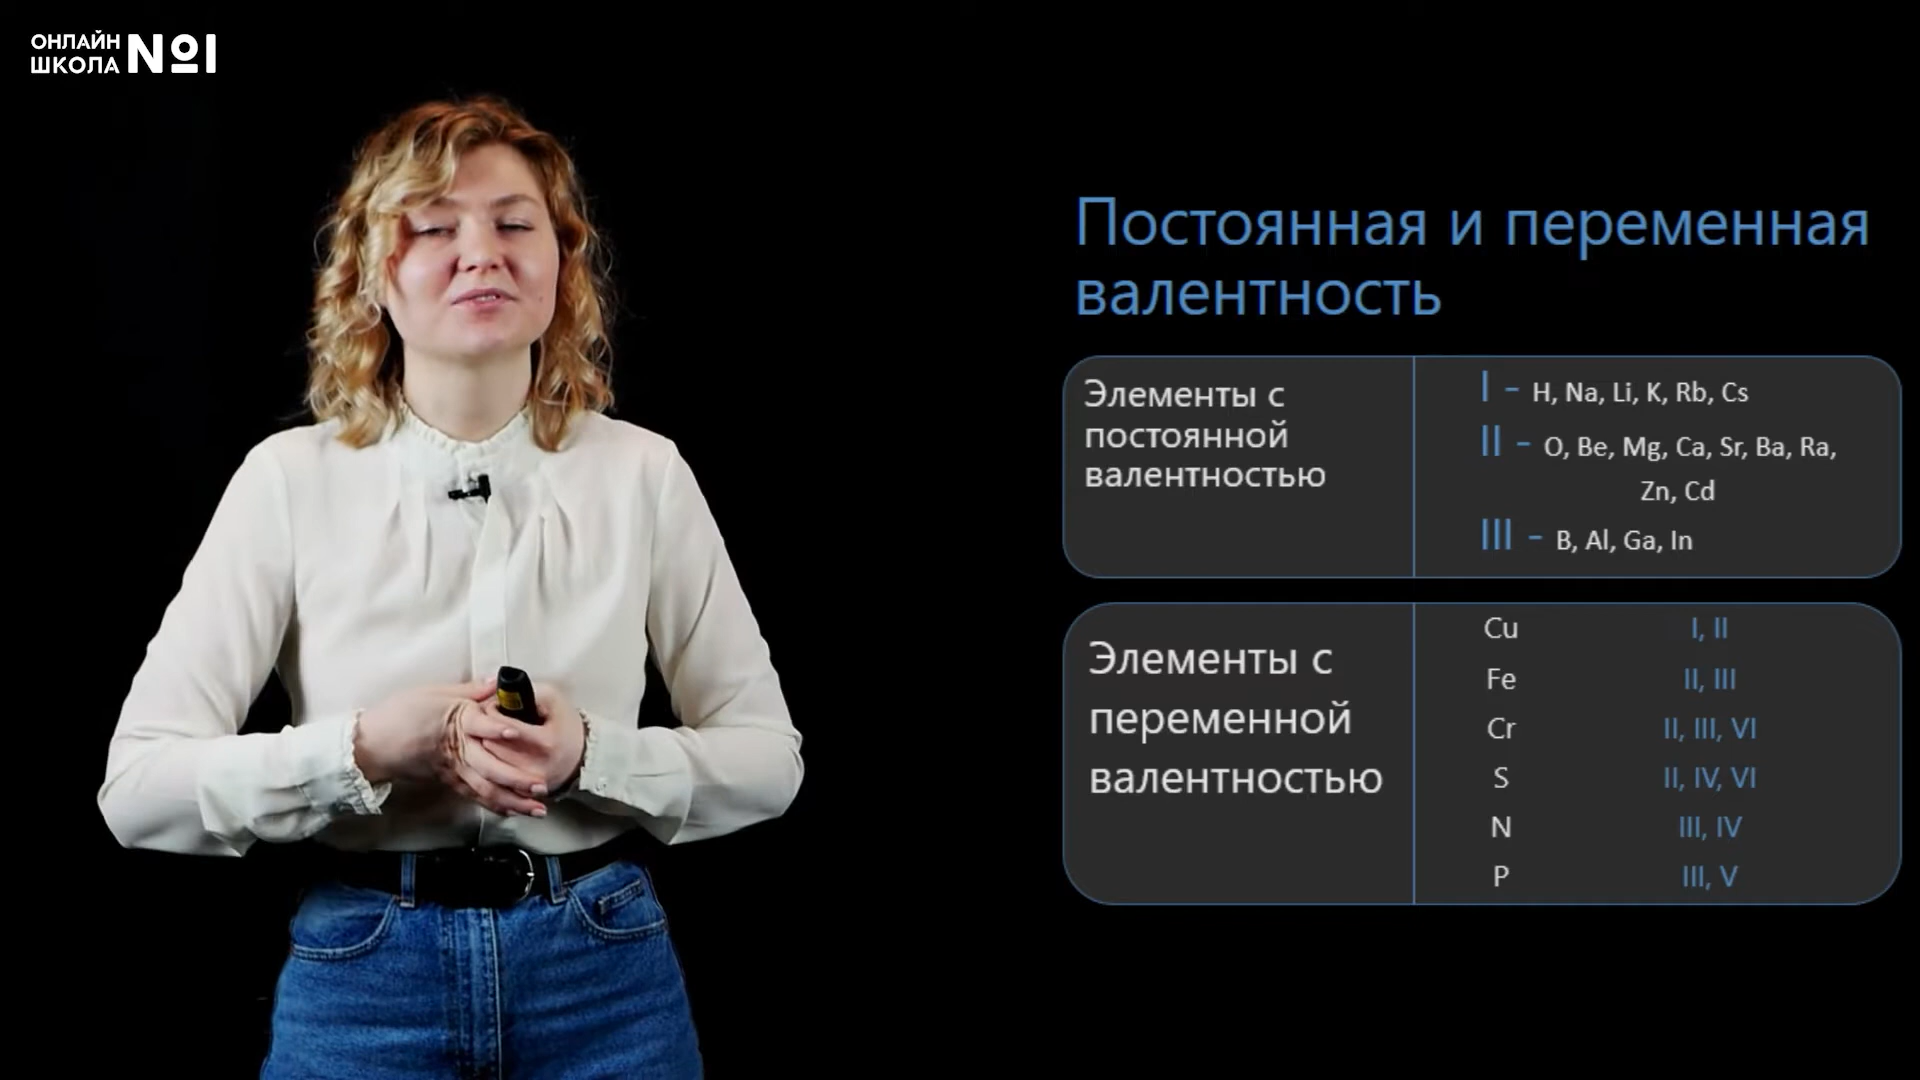 ОНЛАЙН
ШКОЛА №1
Постоянная и переменная
валентность
Элементы с
постоянной
валентностью
I - H, Na, Li, K, Rb, Cs
II - O, Be, Mg, Ca, Sr, Ba, Ra,
Zn, Cd
III - B, Al, Ga, In
Элементы с
переменной
валентностью
Cu I, II
Fe II, III
Cr II, III, VI
S II, IV, VI
N III, IV
P III, V